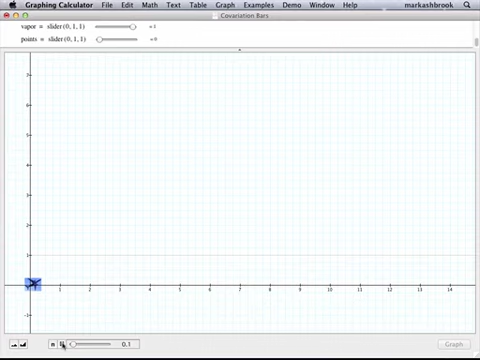 Graphing Calculator File Edit Math Text Table Graph Examples Demo Window Help markashbrook
Covariation Bars
vapor = slider (0, 1, 1) = 1
points = slider (0, 1, 1) = 0
7
6
5
4
3
2
1
1 2 3 4 5 6 7 8 9 10 11 12 13 14
-1
n 0.1 Graph